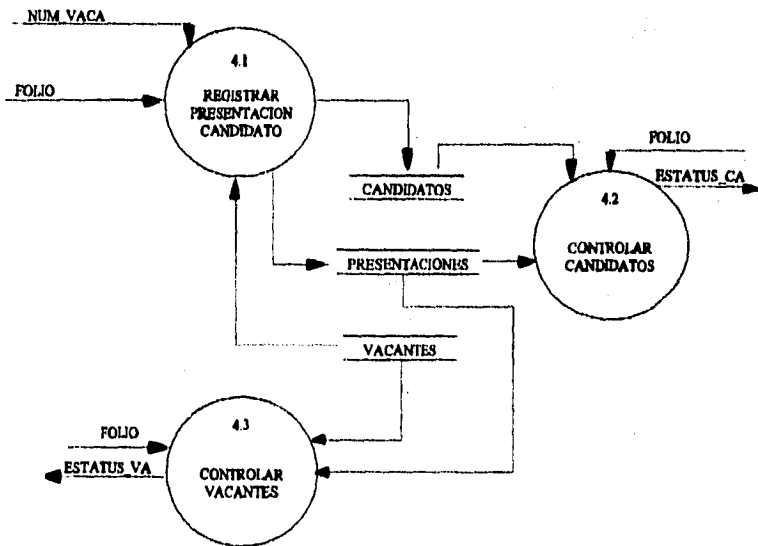 NUM_VACA
4.1
REGISTRAR
PRESENTACION
CANDIDATO
FOLIO
CANDIDATOS
FOLIO
ESTATUS_CA
4.2
CONTROLAR
CANDIDATOS
PRESENTACIONES
VACANTES
4.3
CONTROLAR
VACANTES
FOLIO
ESTATUS_VA